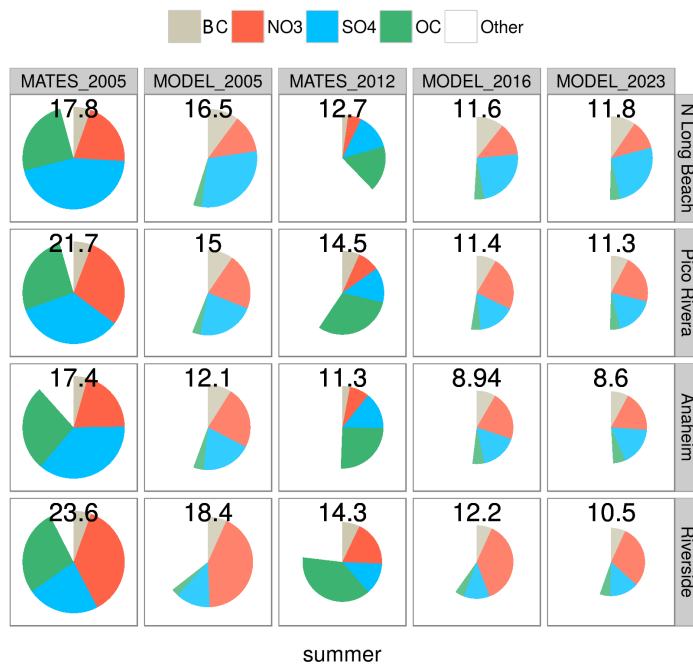 BC NO3 SO4 OC Other
MATES_2005 MODEL_2005 MATES_2012 MODEL_2016 MODEL_2023
17.8 16.5 12.7 11.6 11.8
N Long Beach
21.7 15 14.5 11.4 11.3
Pico Rivera
17.4 12.1 11.3 8.94 8.6
Anaheim
23.6 18.4 14.3 12.2 10.5
Riverside
summer